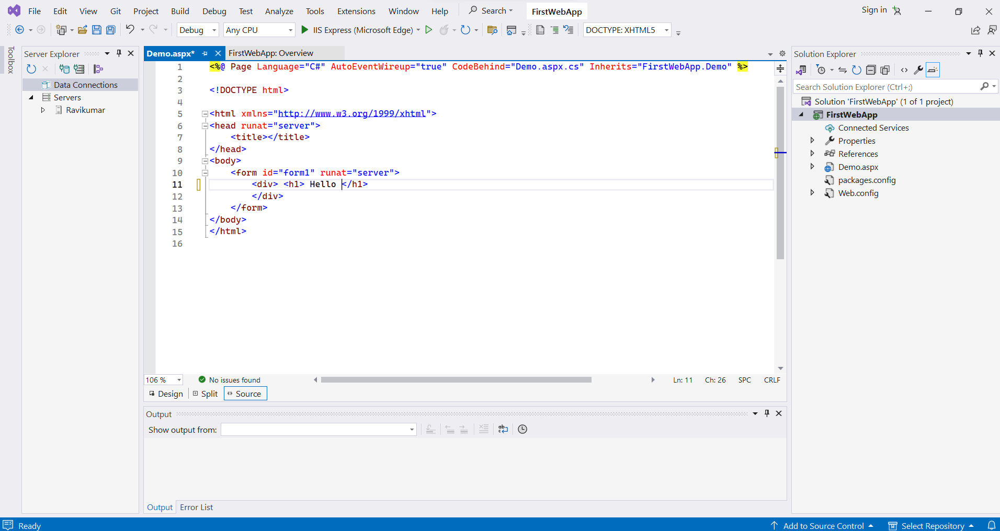 File Edit View Git Project Build Debug Test Analyze Tools Extensions Window Help Search FirstWebApp Sign in
Debug Any CPU IIS Express (Microsoft Edge) DOCTYPE: XHTML5
Toolbox
Server Explorer
Data Connections
Servers
Ravikumar
Demo.aspx* FirstWebApp: Overview
1 <%@ Page Language="C#" AutoEventWireup="true" CodeBehind="Demo.aspx.cs" Inherits="FirstWebApp.Demo" %>
2
3 <!DOCTYPE html>
4
5 <html xmlns="http://www.w3.org/1999/xhtml">
6 <head runat="server">
7 <title></title>
8 </head>
9 <body>
10 <form id="form1" runat="server">
11 <div> <h1> Hello </h1>
12 </div>
13 </form>
14 </body>
15 </html>
16
106 % No issues found Ln: 11 Ch: 26 SPC CRLF
Design Split Source
Output
Show output from:
Output Error List
Solution Explorer
Search Solution Explorer (Ctrl+;)
Solution 'FirstWebApp' (1 of 1 project)
FirstWebApp
Connected Services
Properties
References
Demo.aspx
packages.config
Web.config
Ready Add to Source Control Select Repository